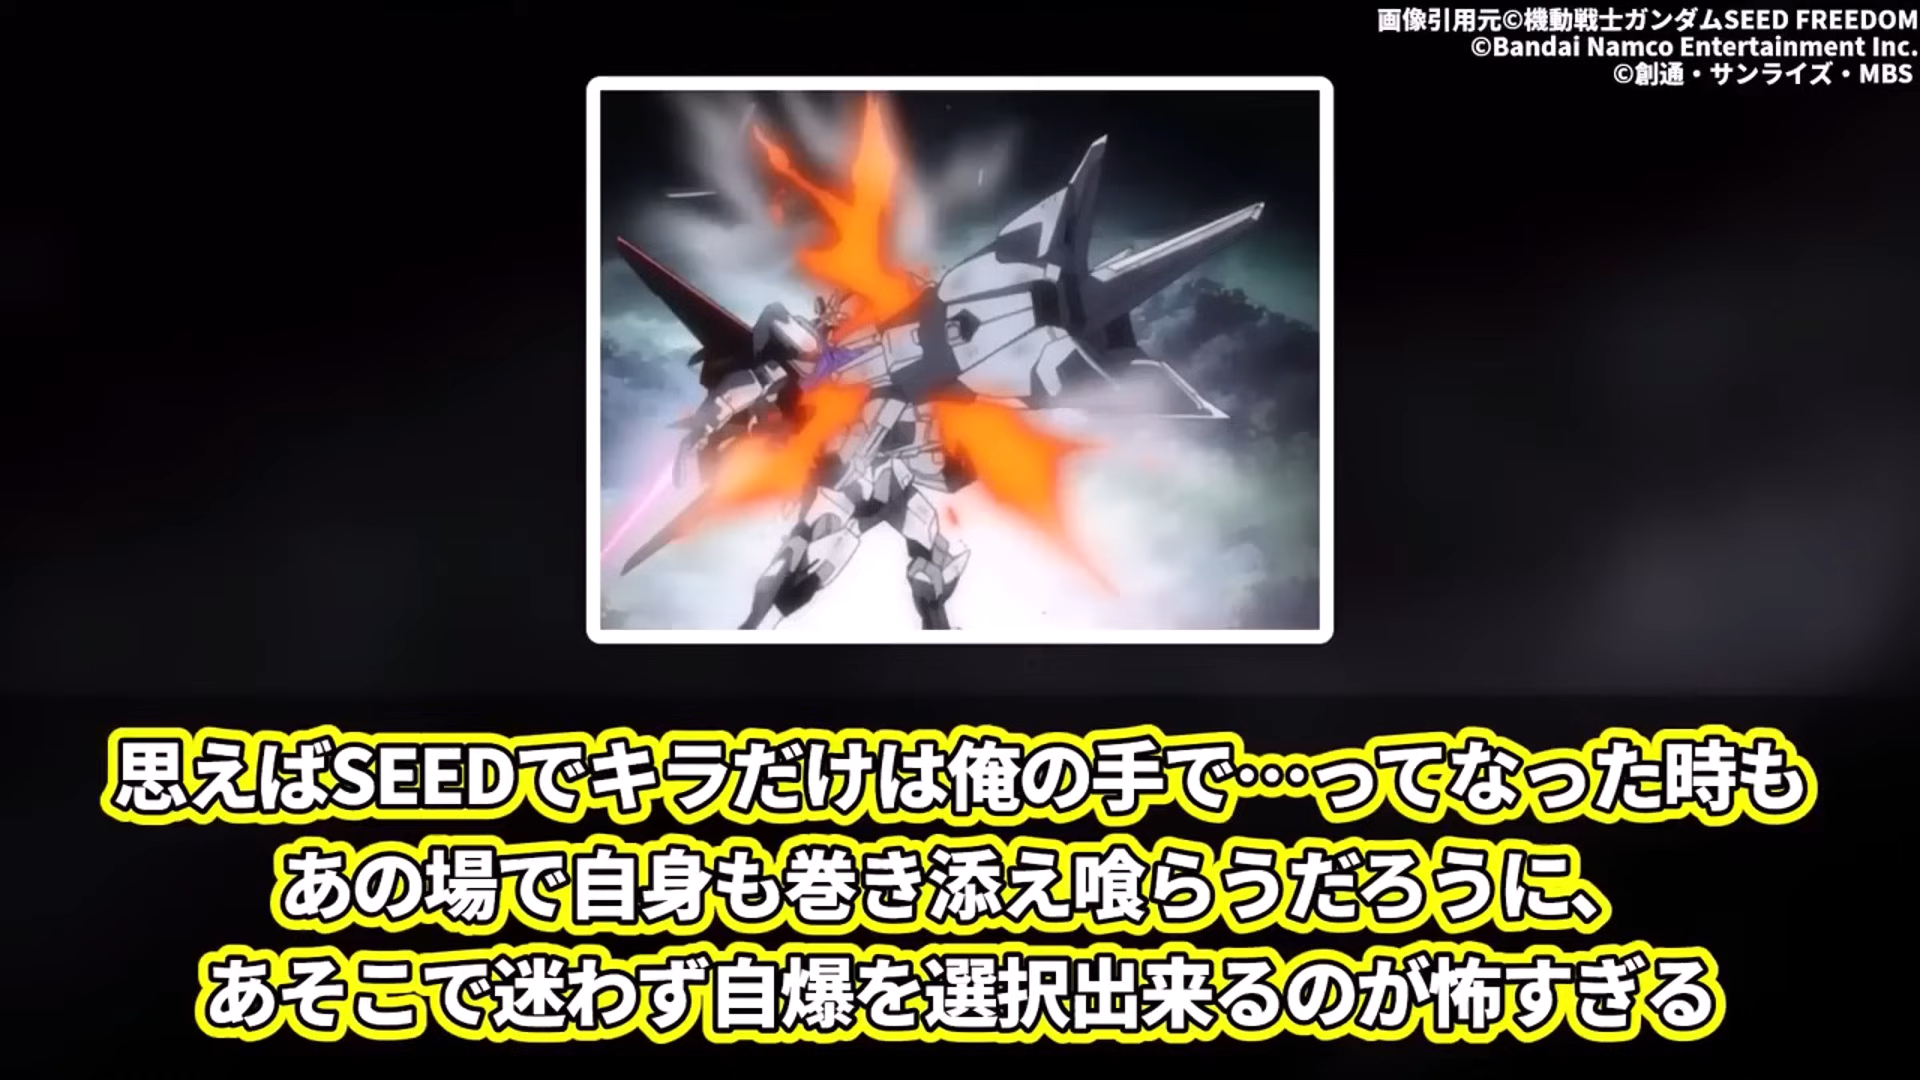 画像引用元©機動戦士ガンダムSEED FREEDOM
©Bandai Namco Entertainment Inc.
©創通・サンライズ・MBS
思えばSEEDでキラだけは俺の手で…ってなった時も
あの場で自身も巻き添え喰らうだろうに、
あそこで迷わず自爆を選択出来るのが怖すぎる